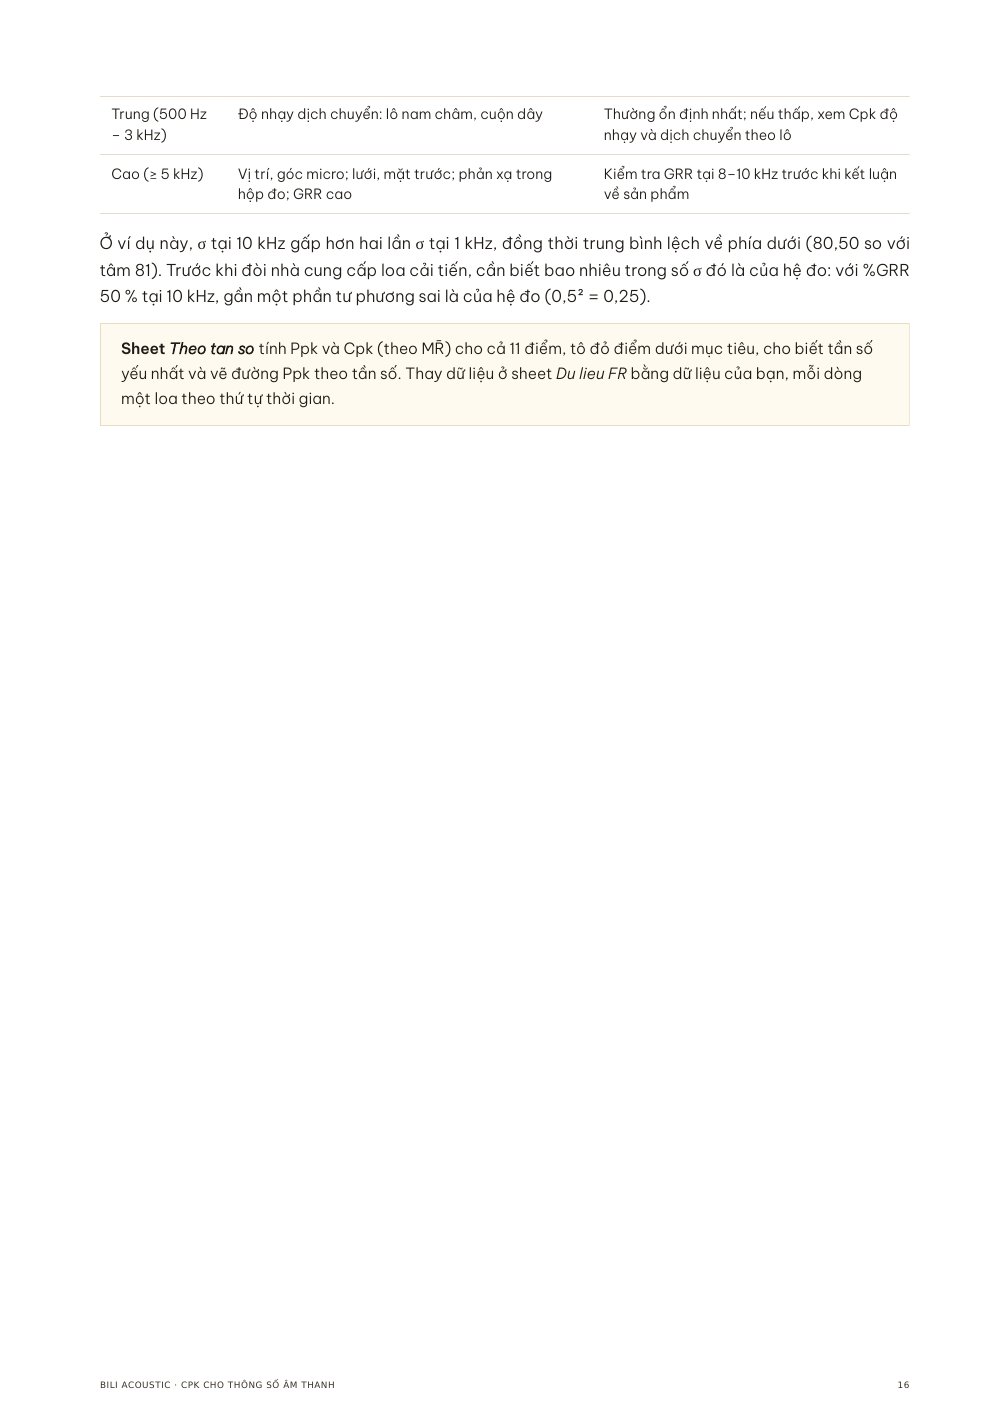 Trung (500 Hz – 3 kHz)
Độ nhạy dịch chuyển: lô nam châm, cuộn dây
Thường ổn định nhất; nếu thấp, xem Cpk độ
nhạy và dịch chuyển theo lô
Cao (≥ 5 kHz)
Vị trí, góc micro; lưới, mặt trước; phản xạ trong
hộp đo; GRR cao
Kiểm tra GRR tại 8–10 kHz trước khi kết luận
về sản phẩm
Ở ví dụ này, σ tại 10 kHz gấp hơn hai lần σ tại 1 kHz, đồng thời trung bình lệch về phía dưới (80,50 so với
tâm 81). Trước khi đòi nhà cung cấp loa cải tiến, cần biết bao nhiêu trong số σ đó là của hệ đo: với %GRR
50 % tại 10 kHz, gần một phần tư phương sai là của hệ đo (0,5² = 0,25).
Sheet Theo tan so tính Ppk và Cpk (theo MR̄) cho cả 11 điểm, tô đỏ điểm dưới mục tiêu, cho biết tần số
yếu nhất và vẽ đường Ppk theo tần số. Thay dữ liệu ở sheet Du lieu FR bằng dữ liệu của bạn, mỗi dòng
một loa theo thứ tự thời gian.
BILI ACOUSTIC · CPK CHO THÔNG SỐ ÂM THANH
16